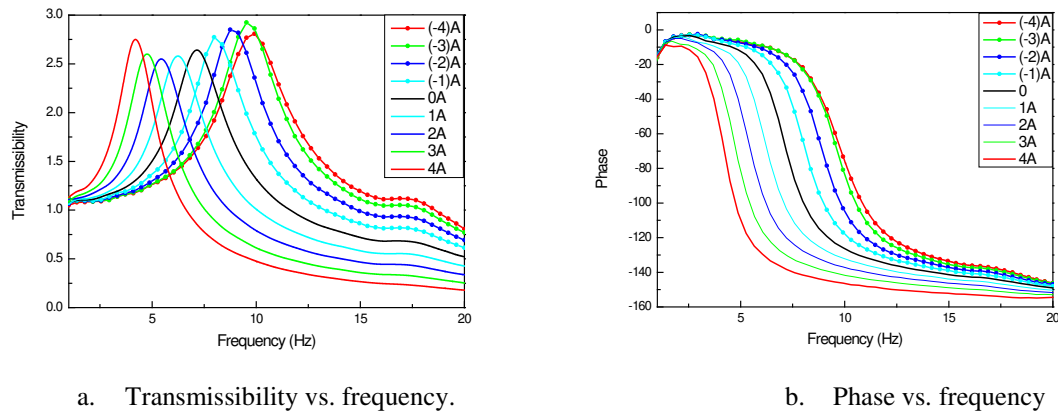 3.0
2.5
2.0
1.5
1.0
0.5
0.0
Transmissibility
5 10 15 20
Frequency (Hz)
(-4)A
(-3)A
(-2)A
(-1)A
0A
1A
2A
3A
4A
0
-20
-40
-60
-80
-100
-120
-140
-160
Phase
5 10 15 20
Frequency (Hz)
(-4)A
(-3)A
(-2)A
(-1)A
0
1A
2A
3A
4A
a. Transmissibility vs. frequency.
b. Phase vs. frequency